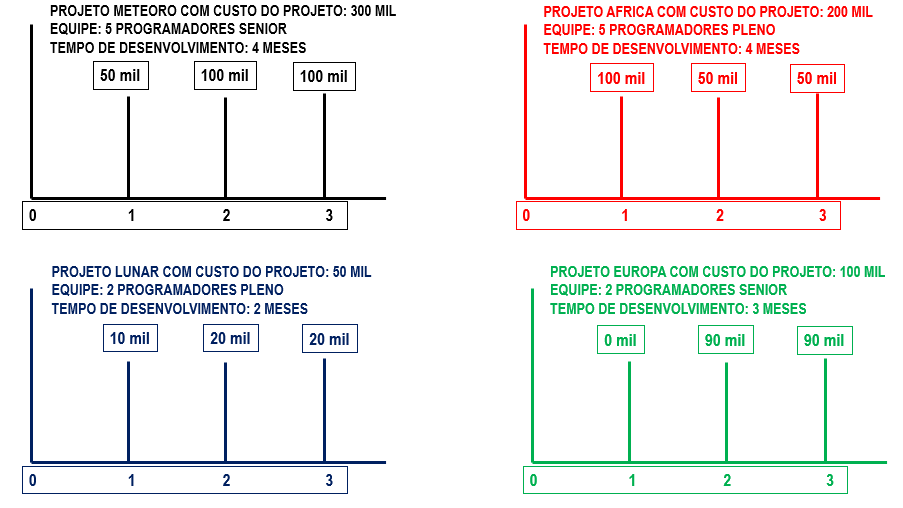 PROJETO METEORO COM CUSTO DO PROJETO: 300 MIL
EQUIPE: 5 PROGRAMADORES SENIOR
TEMPO DE DESENVOLVIMENTO: 4 MESES
50 mil
100 mil
100 mil
0
1
2
3
PROJETO AFRICA COM CUSTO DO PROJETO: 200 MIL
EQUIPE: 5 PROGRAMADORES PLENO
TEMPO DE DESENVOLVIMENTO: 4 MESES
100 mil
50 mil
50 mil
0
1
2
3
PROJETO LUNAR COM CUSTO DO PROJETO: 50 MIL
EQUIPE: 2 PROGRAMADORES PLENO
TEMPO DE DESENVOLVIMENTO: 2 MESES
10 mil
20 mil
20 mil
0
1
2
3
PROJETO EUROPA COM CUSTO DO PROJETO: 100 MIL
EQUIPE: 2 PROGRAMADORES SENIOR
TEMPO DE DESENVOLVIMENTO: 3 MESES
0 mil
90 mil
90 mil
0
1
2
3